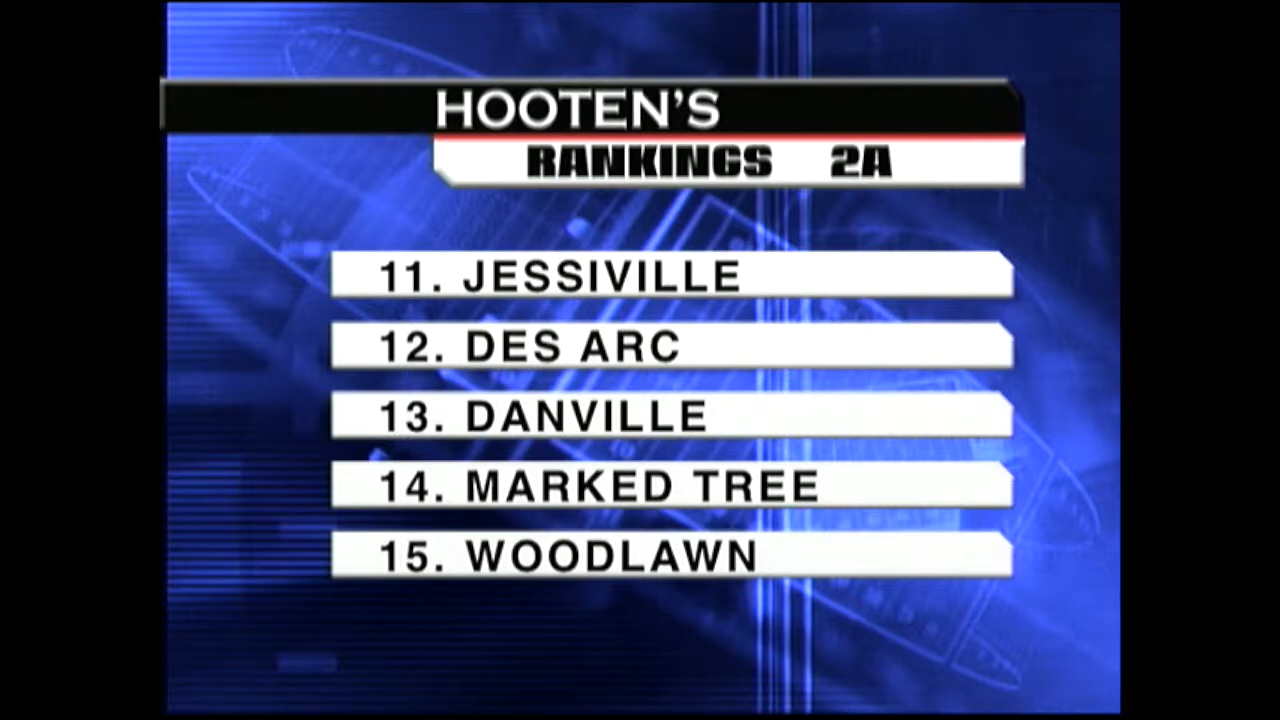 HOOTEN'S
RANKINGS 2A
11. JESSIVILLE
12. DES ARC
13. DANVILLE
14. MARKED TREE
15. WOODLAWN